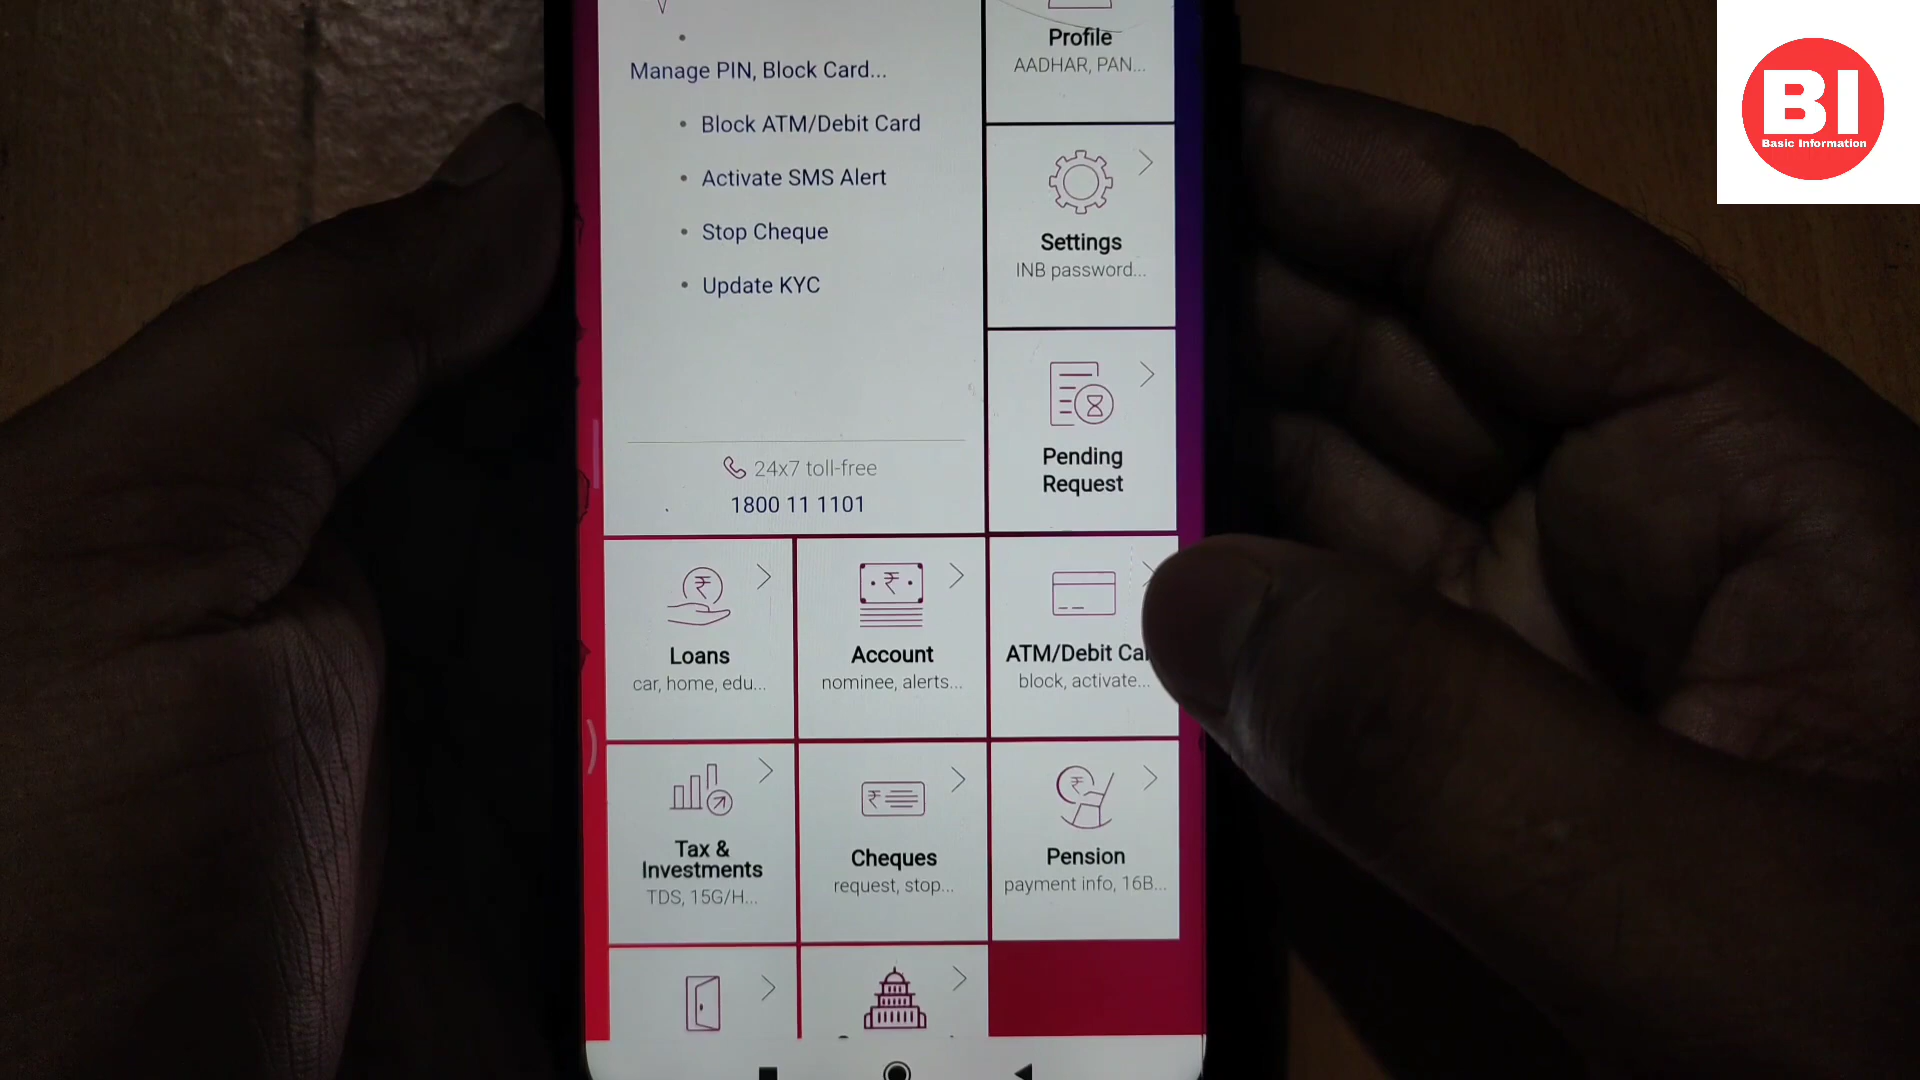 Manage PIN, Block Card...
• Block ATM/Debit Card
• Activate SMS Alert
• Stop Cheque
• Update KYC
24x7 toll-free
1800 11 1101
Profile
AADHAR, PAN...
Settings
INB password...
Pending
Request
Loans
car, home, edu...
Account
nominee, alerts...
ATM/Debit Ca
block, activate...
Tax &
Investments
TDS, 15G/H...
Cheques
request, stop...
Pension
payment info, 16B...
BI
Basic Information